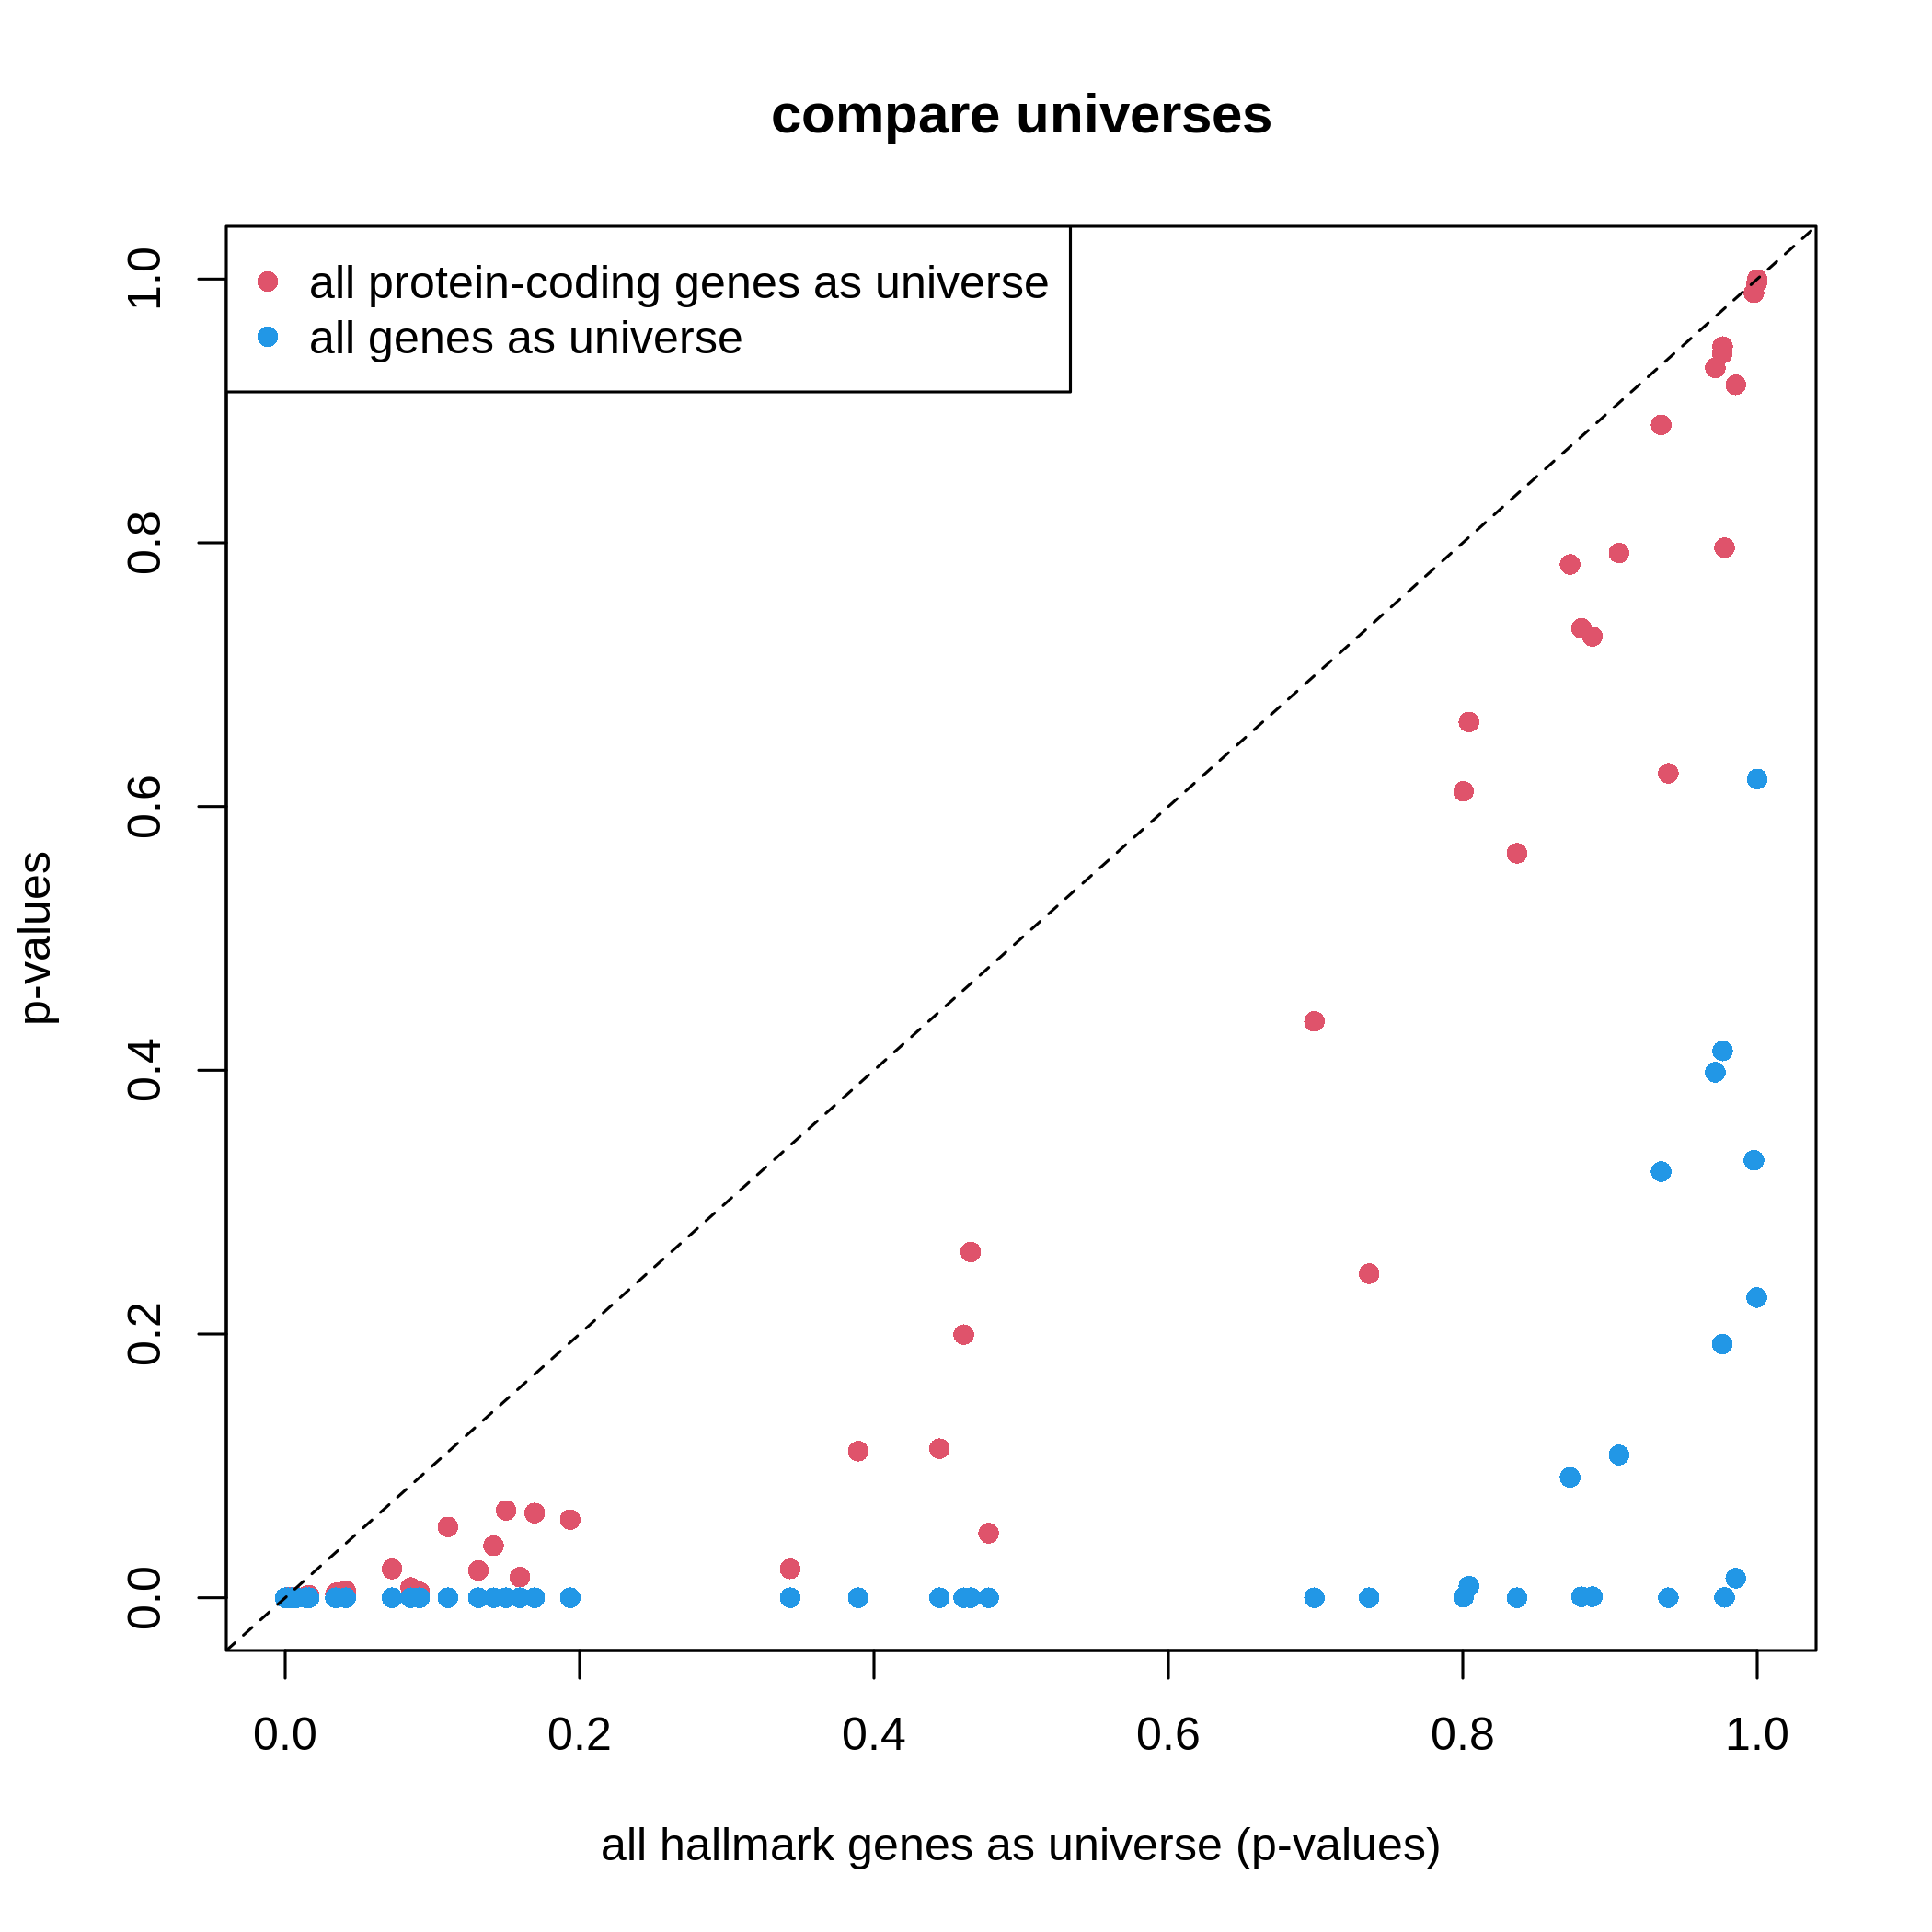 compare universes
all protein-coding genes as universe
all genes as universe
1.0
0.8
0.6
0.4
0.2
0.0
p-values
0.0 0.2 0.4 0.6 0.8 1.0
all hallmark genes as universe (p-values)